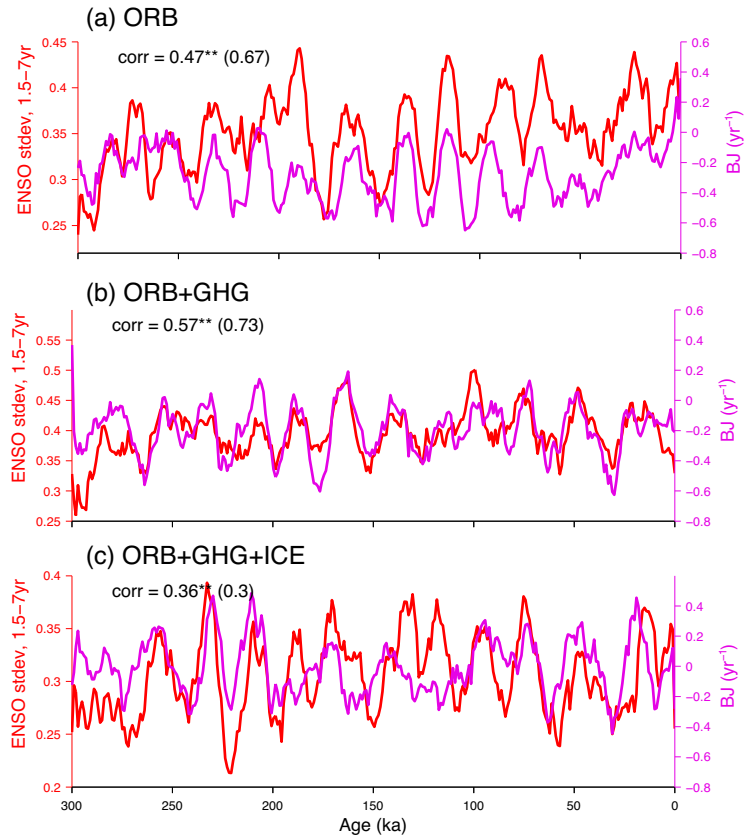 (a) ORB
corr = 0.47** (0.67)
ENSO stdev, 1.5−7yr
0.45
0.4
0.35
0.3
0.25
0.6
0.4
0.2
0
−0.2
−0.4
−0.6
−0.8
BJ (yr⁻¹)
(b) ORB+GHG
corr = 0.57** (0.73)
ENSO stdev, 1.5−7yr
0.55
0.5
0.45
0.4
0.35
0.3
0.25
0.6
0.4
0.2
0
−0.2
−0.4
−0.6
−0.8
BJ (yr⁻¹)
(c) ORB+GHG+ICE
corr = 0.36** (0.3)
ENSO stdev, 1.5−7yr
0.4
0.35
0.3
0.25
0.2
0.4
0.2
0
−0.2
−0.4
−0.6
−0.8
BJ (yr⁻¹)
300 250 200 150 100 50 0
Age (ka)